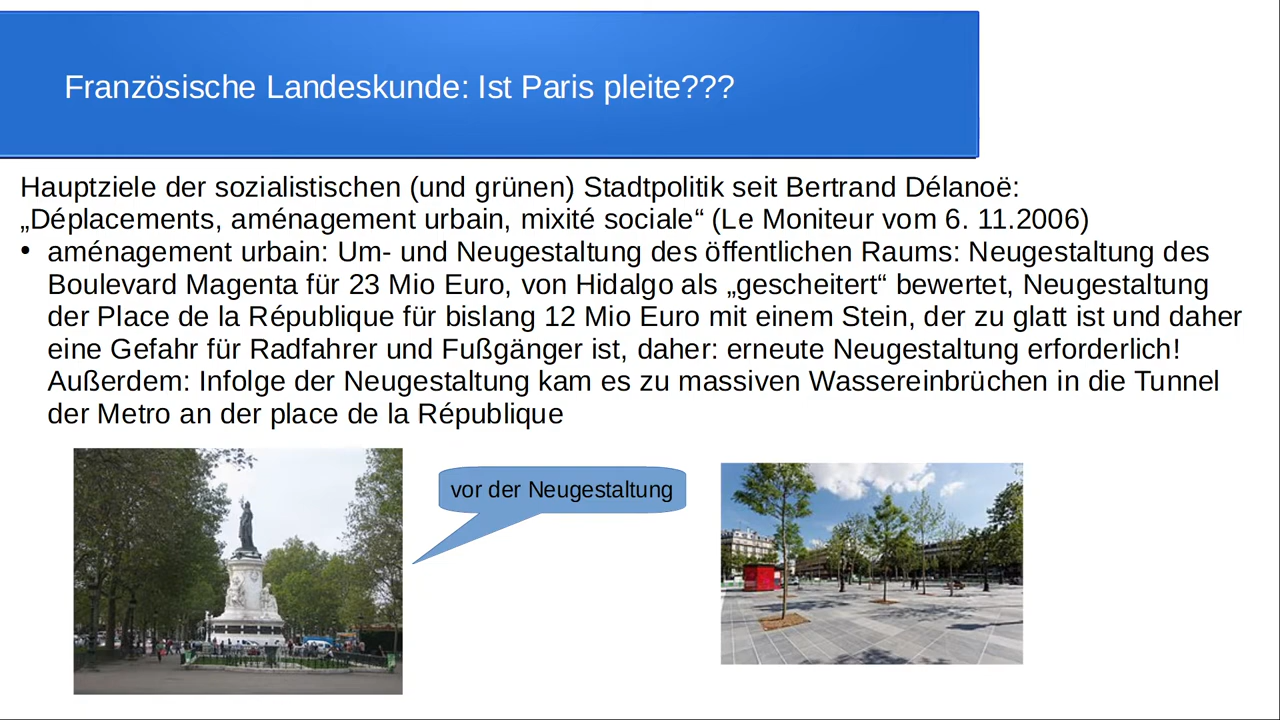 Französische Landeskunde: Ist Paris pleite???
Hauptziele der sozialistischen (und grünen) Stadtpolitik seit Bertrand Délanoë:
„Déplacements, aménagement urbain, mixité sociale“ (Le Moniteur vom 6. 11.2006)
• aménagement urbain: Um- und Neugestaltung des öffentlichen Raums: Neugestaltung des
Boulevard Magenta für 23 Mio Euro, von Hidalgo als „gescheitert“ bewertet, Neugestaltung
der Place de la République für bislang 12 Mio Euro mit einem Stein, der zu glatt ist und daher
eine Gefahr für Radfahrer und Fußgänger ist, daher: erneute Neugestaltung erforderlich!
Außerdem: Infolge der Neugestaltung kam es zu massiven Wassereinbrüchen in die Tunnel
der Metro an der place de la République
vor der Neugestaltung